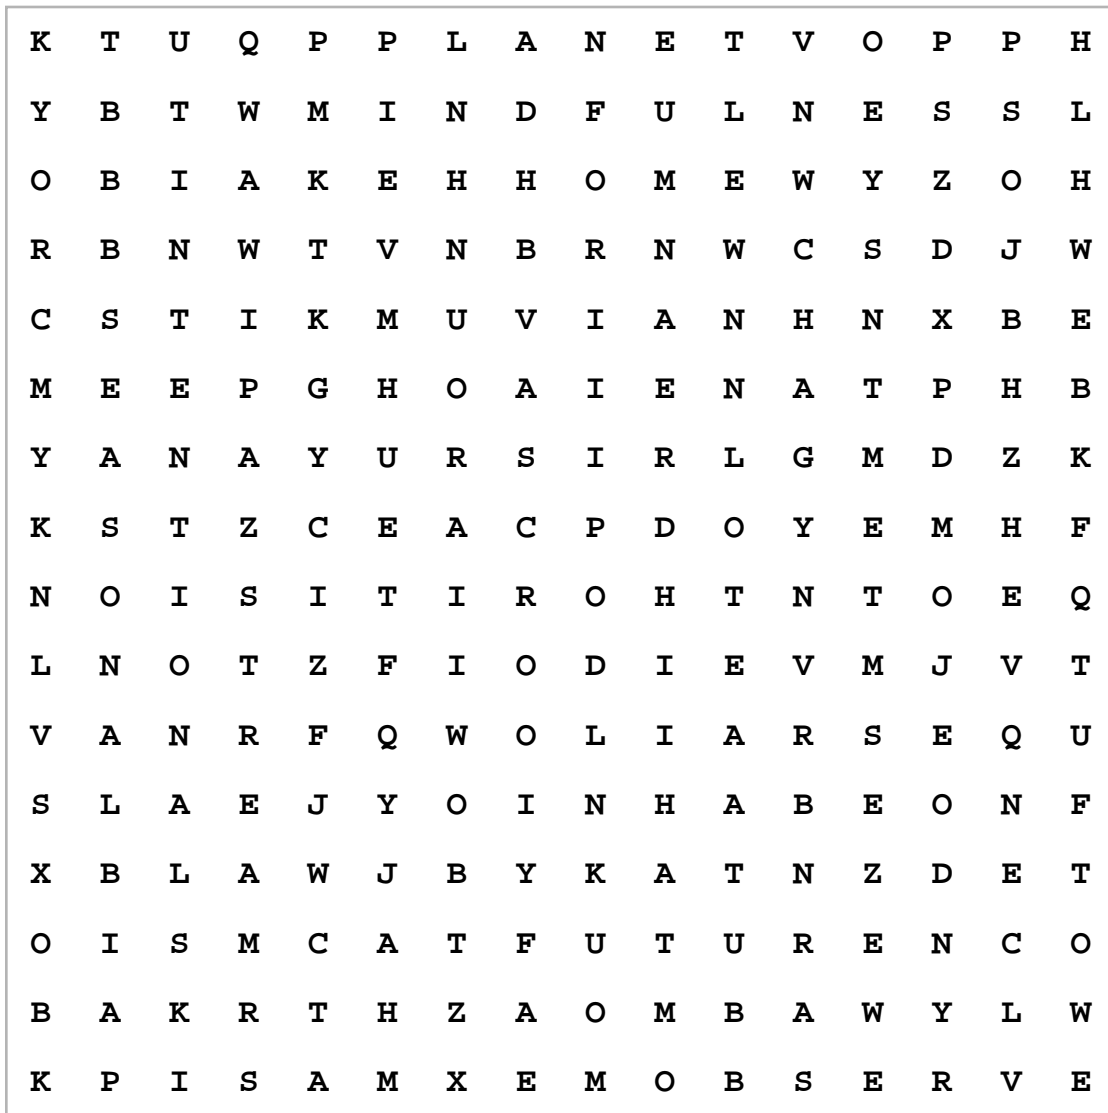 K T U Q P P L A N E T V O P P H
Y B T W M I N D F U L N E S S L
O B I A K E H H O M E W Y Z O H
R B N W T V N B R N W C S D J W
C S T I K M U V I A N H N X B E
M E E P G H O A I E N A T P H B
Y A N A Y U R S I R L G M D Z K
K S T Z C E A C P D O Y E M H F
N O I S I T I R O H T N T O E Q
L N O T Z F I O D I E V M J V T
V A N R F Q W O L I A R S E Q U
S L A E J Y O I N H A B E O N F
X B L A W J B Y K A T N Z D E T
O I S M C A T F U T U R E N C O
B A K R T H Z A O M B A W Y L W
K P I S A M X E M O B S E R V E